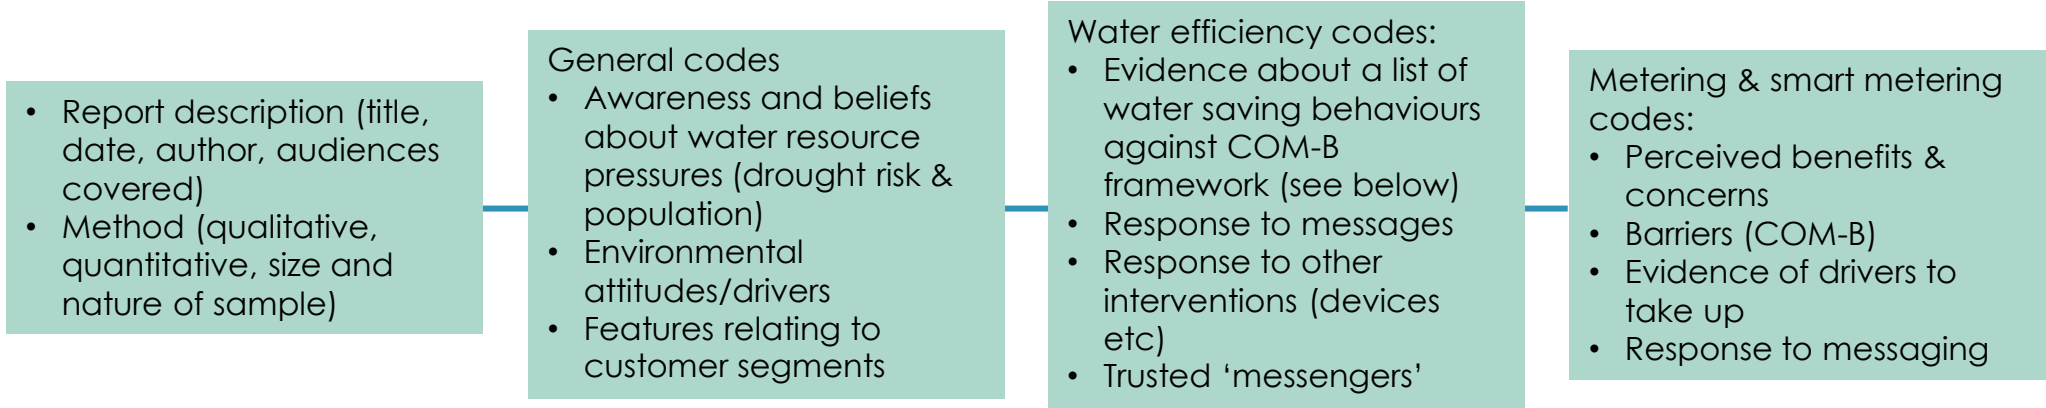 • Report description (title,
date, author, audiences
covered)
• Method (qualitative,
quantitative, size and
nature of sample)
General codes
• Awareness and beliefs
about water resource
pressures (drought risk &
population)
• Environmental
attitudes/drivers
• Features relating to
customer segments
Water efficiency codes:
• Evidence about a list of
water saving behaviours
against COM-B
framework (see below)
• Response to messages
• Response to other
interventions (devices
etc)
• Trusted ‘messengers’
Metering & smart metering
codes:
• Perceived benefits &
concerns
• Barriers (COM-B)
• Evidence of drivers to
take up
• Response to messaging